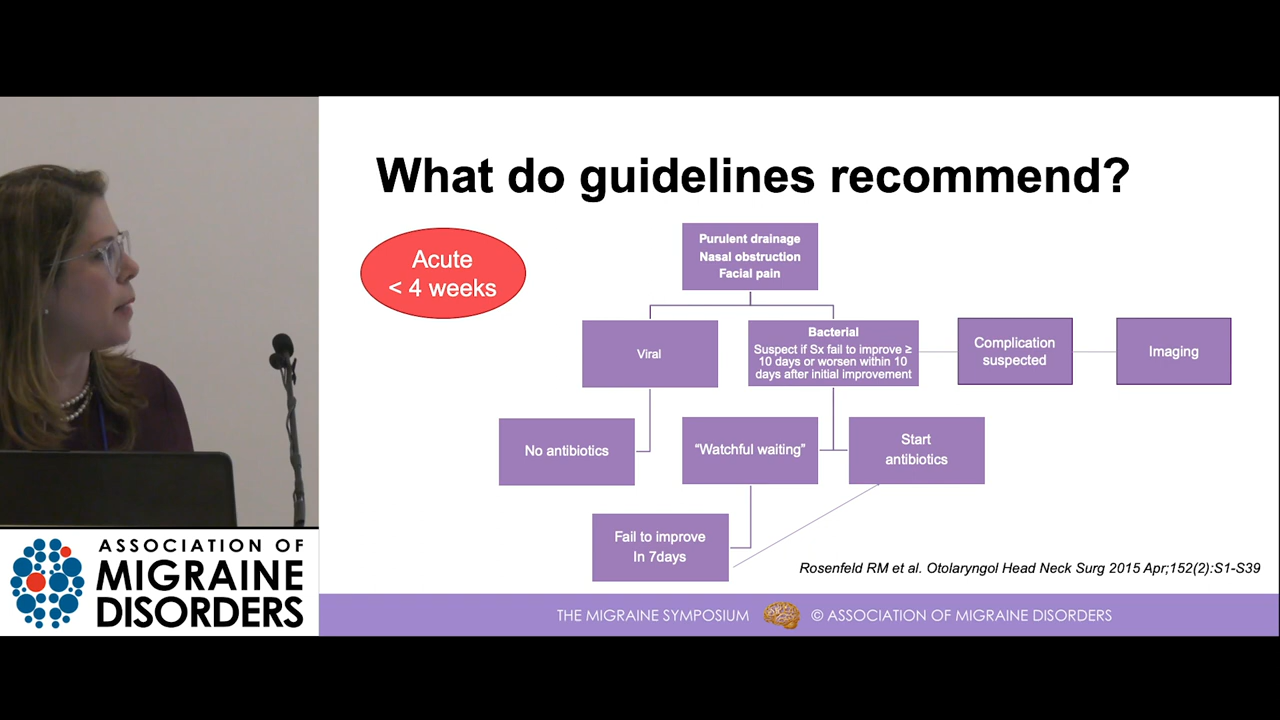 What do guidelines recommend?
Acute
< 4 weeks
Purulent drainage
Nasal obstruction
Facial pain
Viral
Bacterial
Suspect if Sx fail to improve ≥
10 days or worsen within 10
days after initial improvement
Complication
suspected
Imaging
No antibiotics
“Watchful waiting”
Start
antibiotics
Fail to improve
In 7days
Rosenfeld RM et al. Otolaryngol Head Neck Surg 2015 Apr;152(2):S1-S39
ASSOCIATION OF
MIGRAINE
DISORDERS
THE MIGRAINE SYMPOSIUM
© ASSOCIATION OF MIGRAINE DISORDERS